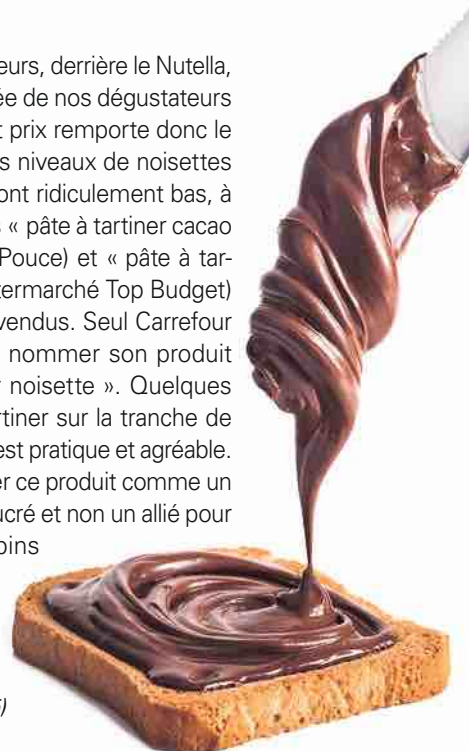 eurs, derrière le Nutella,
ée de nos dégustateurs
t prix remporte donc le
s niveaux de noisettes
ont ridiculement bas, à
s « pâte à tartiner cacao
Pouce) et « pâte à tar-
termarché Top Budget)
vendus. Seul Carrefour
nommer son produit
r noisette ». Quelques
rtiner sur la tranche de
est pratique et agréable.
er ce produit comme un
ucré et non un allié pour
bins